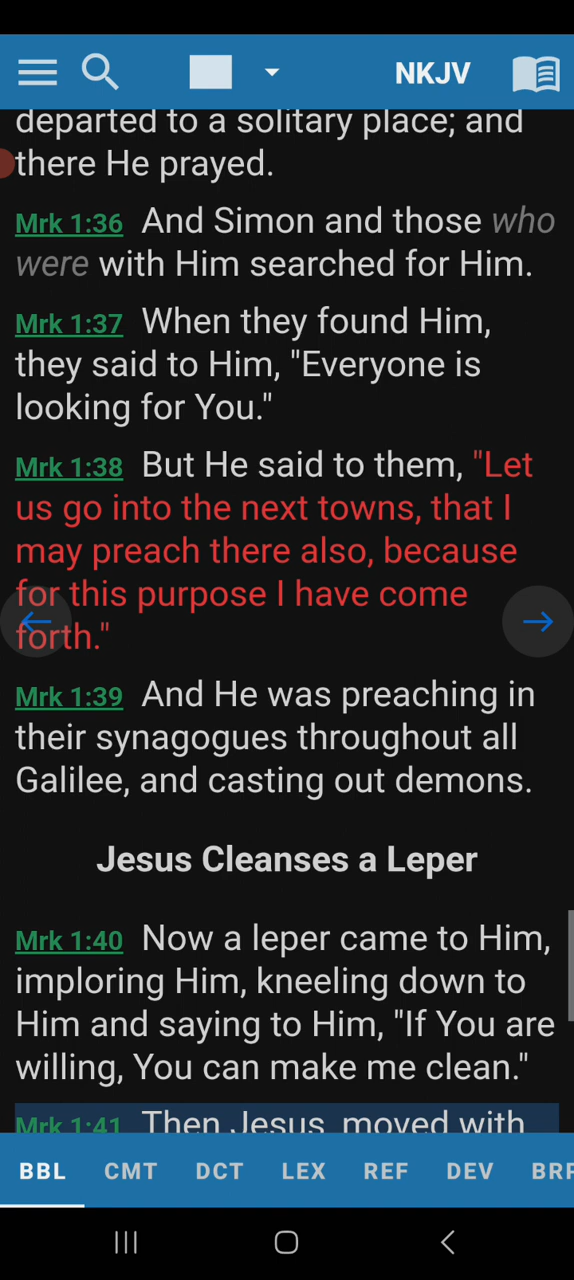 NKJV
departed to a solitary place; and
there He prayed.
Mrk 1:36 And Simon and those who
were with Him searched for Him.
Mrk 1:37 When they found Him,
they said to Him, "Everyone is
looking for You."
Mrk 1:38 But He said to them, "Let
us go into the next towns, that I
may preach there also, because
for this purpose I have come
forth."
Mrk 1:39 And He was preaching in
their synagogues throughout all
Galilee, and casting out demons.
Jesus Cleanses a Leper
Mrk 1:40 Now a leper came to Him,
imploring Him, kneeling down to
Him and saying to Him, "If You are
willing, You can make me clean."
Mrk 1:41 Then Jesus, moved with
BBL CMT DCT LEX REF DEV BRP